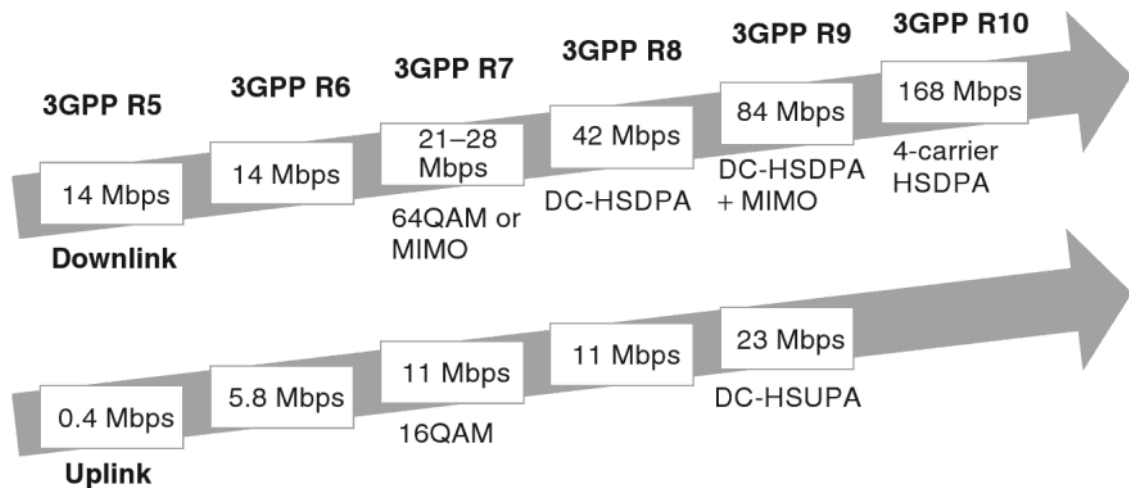 3GPP R5
3GPP R6
3GPP R7
3GPP R8
3GPP R9
3GPP R10
14 Mbps
14 Mbps
21–28
Mbps
42 Mbps
84 Mbps
168 Mbps
64QAM or
MIMO
DC-HSDPA
DC-HSDPA
+ MIMO
4-carrier
HSDPA
Downlink
0.4 Mbps
5.8 Mbps
11 Mbps
11 Mbps
23 Mbps
16QAM
DC-HSUPA
Uplink